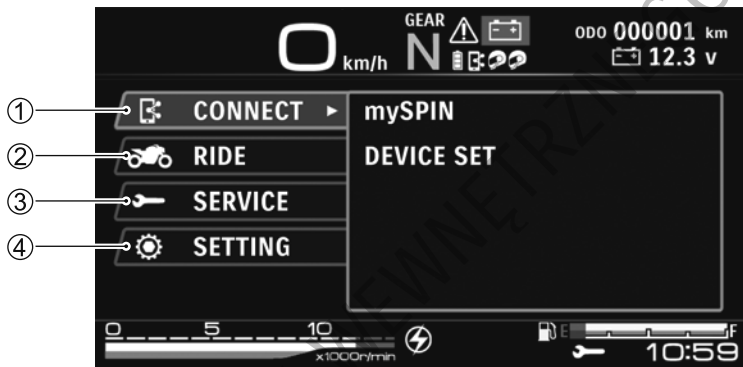 0 km/h
GEAR
N
ODO 000001 km
12.3 v
① CONNECT
② RIDE
③ SERVICE
④ SETTING
mySPIN
DEVICE SET
0 5 10
x1000r/min
E F
10:59
WEWNĘTRZN